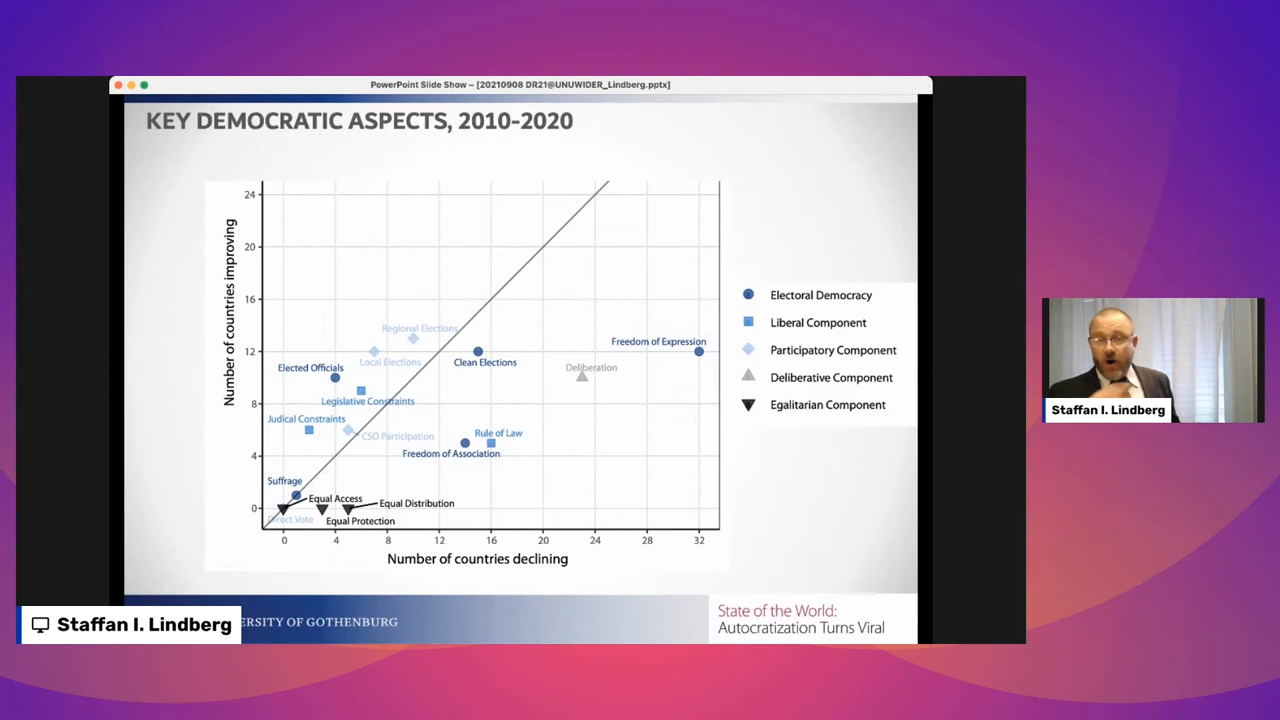 PowerPoint Slide Show – [20210908 DR21@UNUWIDER_Lindberg.pptx]
KEY DEMOCRATIC ASPECTS, 2010-2020
Number of countries improving
24
20
16
12
8
4
0
Regional Elections
Local Elections
Clean Elections
Freedom of Expression
Elected Officials
Deliberation
Legislative Constraints
Judicial Constraints
CSO Participation
Rule of Law
Freedom of Association
Suffrage
Equal Access
Equal Distribution
Direct Vote
Equal Protection
0 4 8 12 16 20 24 28 32
Number of countries declining
Electoral Democracy
Liberal Component
Participatory Component
Deliberative Component
Egalitarian Component
Staffan I. Lindberg
Staffan I. Lindberg
ERSITY OF GOTHENBURG
State of the World:
Autocratization Turns Viral